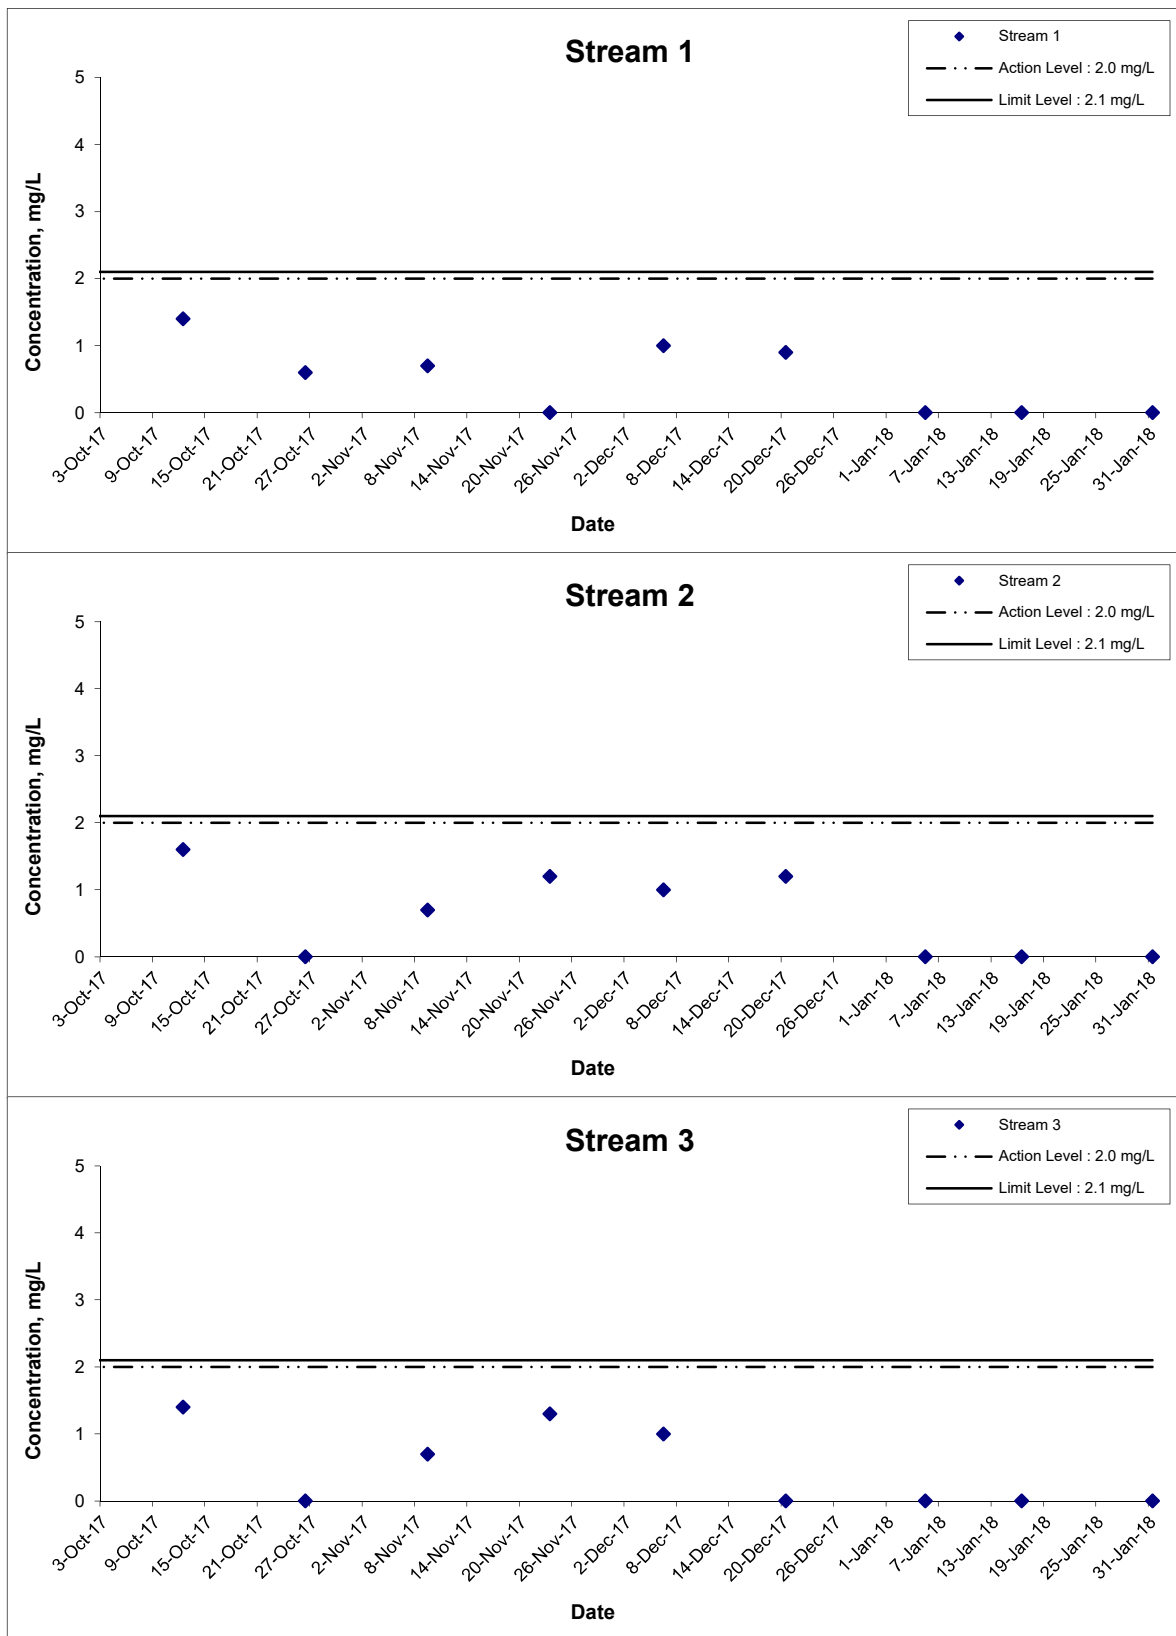 Stream 1
Stream 1
Action Level : 2.0 mg/L
Limit Level : 2.1 mg/L
Concentration, mg/L
5
4
3
2
1
0
3-Oct-17
9-Oct-17
15-Oct-17
21-Oct-17
27-Oct-17
2-Nov-17
8-Nov-17
14-Nov-17
20-Nov-17
26-Nov-17
2-Dec-17
8-Dec-17
14-Dec-17
20-Dec-17
26-Dec-17
1-Jan-18
7-Jan-18
13-Jan-18
19-Jan-18
25-Jan-18
31-Jan-18
Date
Stream 2
Stream 2
Action Level : 2.0 mg/L
Limit Level : 2.1 mg/L
Concentration, mg/L
5
4
3
2
1
0
3-Oct-17
9-Oct-17
15-Oct-17
21-Oct-17
27-Oct-17
2-Nov-17
8-Nov-17
14-Nov-17
20-Nov-17
26-Nov-17
2-Dec-17
8-Dec-17
14-Dec-17
20-Dec-17
26-Dec-17
1-Jan-18
7-Jan-18
13-Jan-18
19-Jan-18
25-Jan-18
31-Jan-18
Date
Stream 3
Stream 3
Action Level : 2.0 mg/L
Limit Level : 2.1 mg/L
Concentration, mg/L
5
4
3
2
1
0
3-Oct-17
9-Oct-17
15-Oct-17
21-Oct-17
27-Oct-17
2-Nov-17
8-Nov-17
14-Nov-17
20-Nov-17
26-Nov-17
2-Dec-17
8-Dec-17
14-Dec-17
20-Dec-17
26-Dec-17
1-Jan-18
7-Jan-18
13-Jan-18
19-Jan-18
25-Jan-18
31-Jan-18
Date